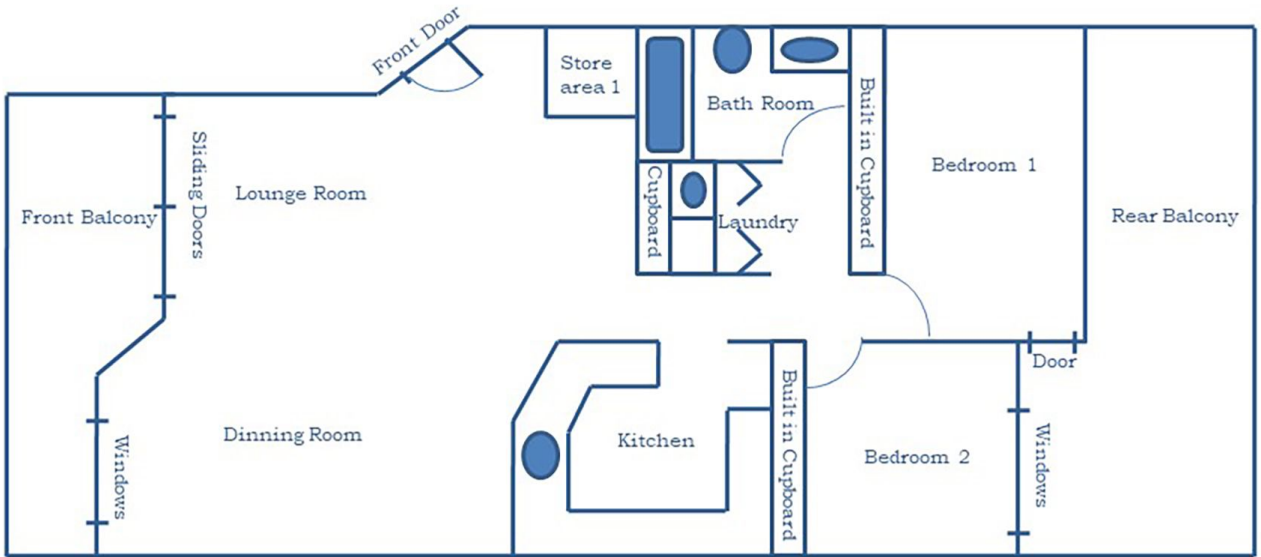 Front Door
Store
area 1
Bath Room
Built in Cupboard
Bedroom 1
Sliding Doors
Lounge Room
Front Balcony
Cupboard
Laundry
Rear Balcony
Door
Windows
Dinning Room
Kitchen
Built in Cupboard
Bedroom 2
Windows